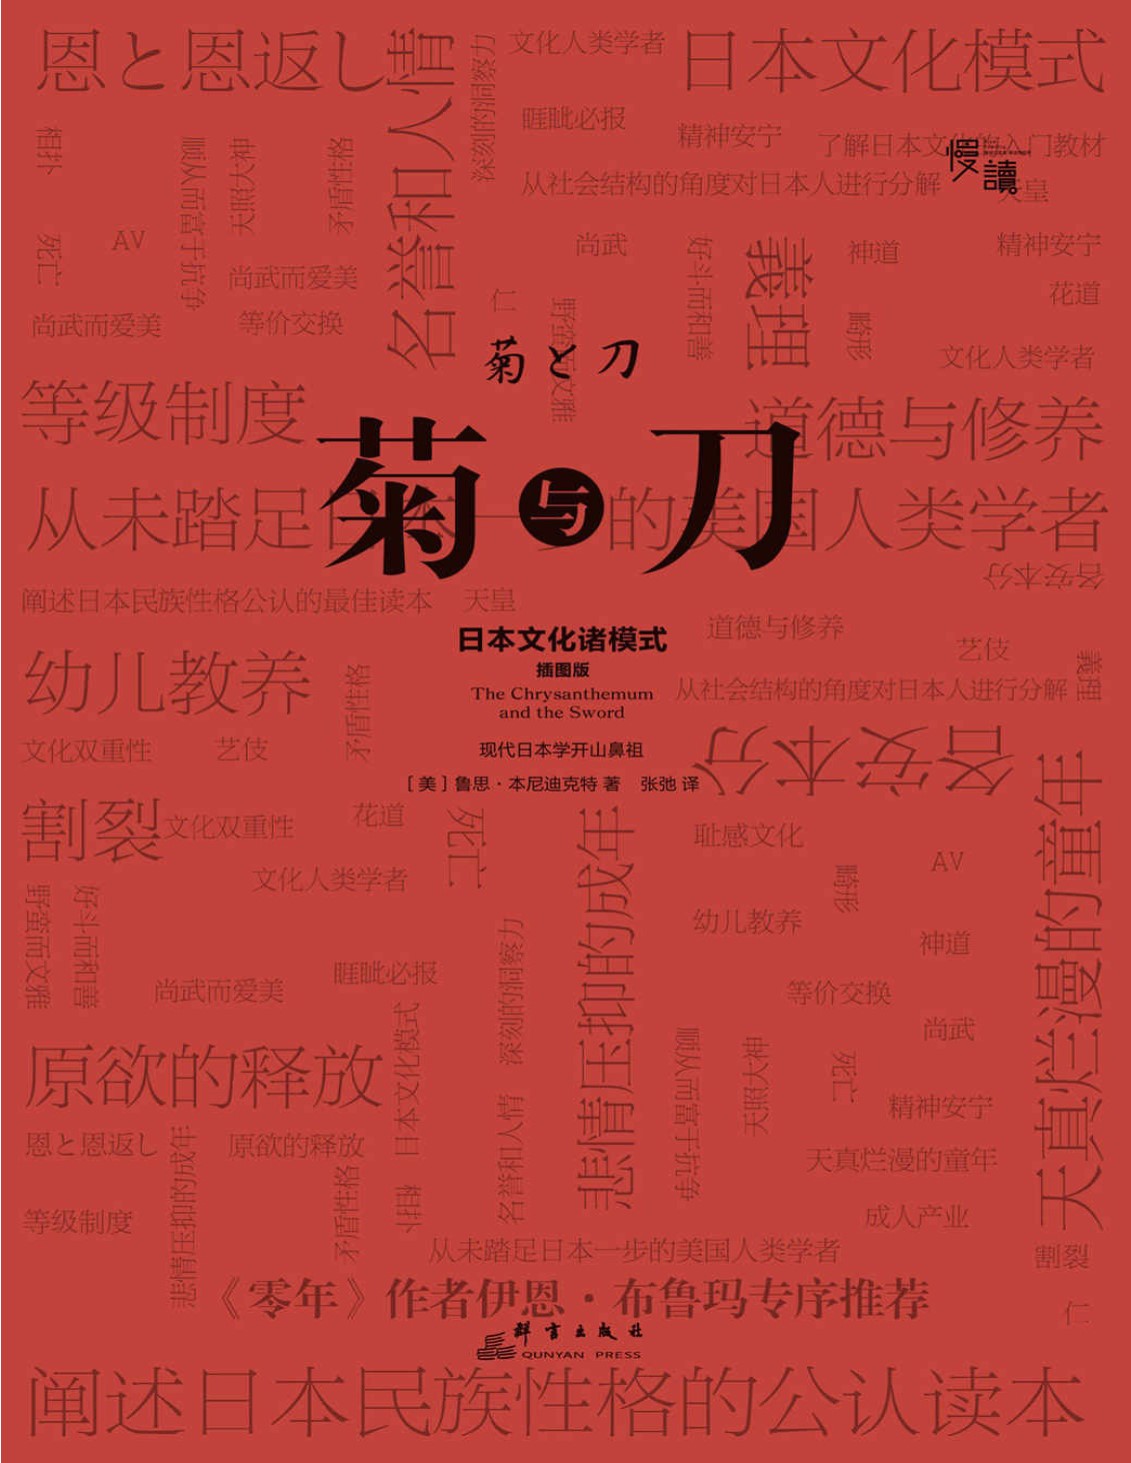 恩と恩返し
名誉和人情
深刻的洞察力
文化人类学者
日本文化模式
睚眦必报
精神安宁
了解日本文化的入门教材
慢讀
从社会结构的角度对日本人进行分解
天皇
相扑
顺从而富于抗争
天照大神
矛盾性格
死亡
AV
尚武而爱美
尚武
好斗而和善
義理
神道
精神安宁
花道
尚武而爱美
等价交换
仁
野蛮而文雅
畸形
文化人类学者
菊と刀
等级制度
道德与修养
菊与刀
从未踏足日本一步的美国人类学者
各安本分
阐述日本民族性格公认的最佳读本
天皇
日本文化诸模式
道德与修养
艺伎
幼儿教养
矛盾性格
插图版
The Chrysanthemum
and the Sword
从社会结构的角度对日本人进行分解
義理
文化双重性
艺伎
现代日本学开山鼻祖
各安本分
[美]鲁思·本尼迪克特 著 张弛 译
割裂
文化双重性
花道
死亡
悲情压抑的成年
耻感文化
天真烂漫的童年
文化人类学者
AV
畸形
野蛮而文雅
好斗而和善
幼儿教养
神道
尚武而爱美
睚眦必报
深刻的洞察力
等价交换
尚武
原欲的释放
日本文化模式
顺从而富于抗争
天照大神
死亡
精神安宁
恩と恩返し
悲情压抑的成年
原欲的释放
名誉和人情
天真烂漫的童年
等级制度
矛盾性格
相扑
成人产业
从未踏足日本一步的美国人类学者
割裂
《零年》作者伊恩·布鲁玛专序推荐
仁
群言出版社
QUNYAN PRESS
阐述日本民族性格的公认读本